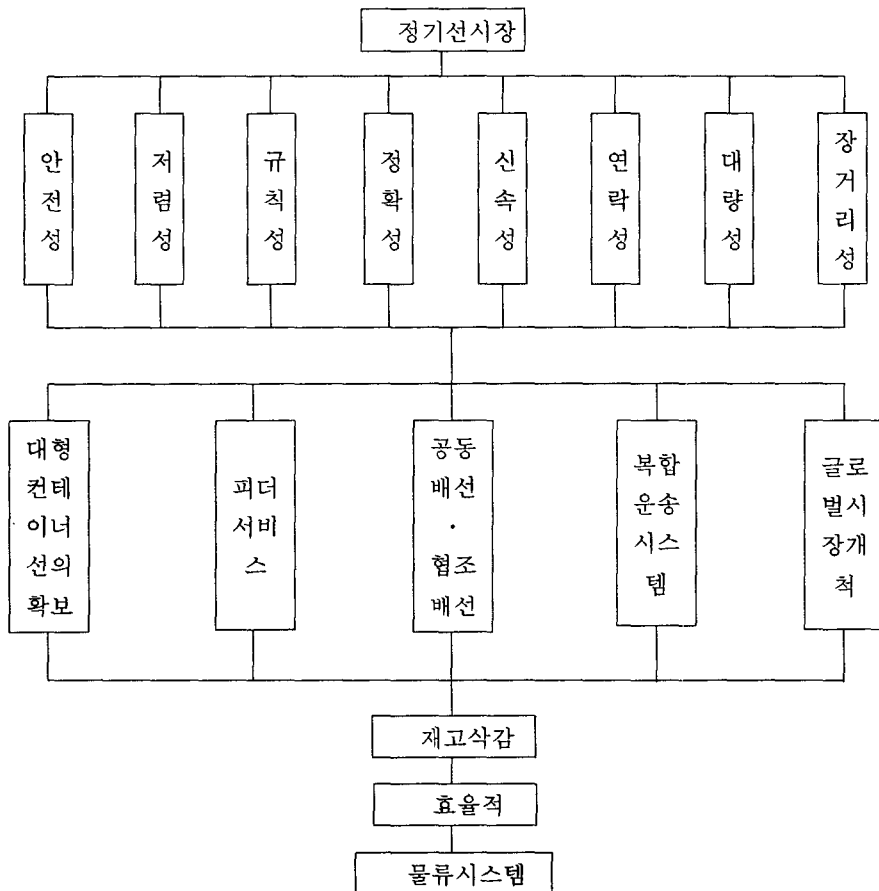 정기선시장
안전성
저렴성
규칙성
정확성
신속성
연락성
대량성
장거리성
대형
컨테
이너
선의
확보
피더
서비
스
공동
배선
·
협조
배선
복합
운송
시스
템
글로
벌시
장개
척
재고삭감
효율적
물류시스템